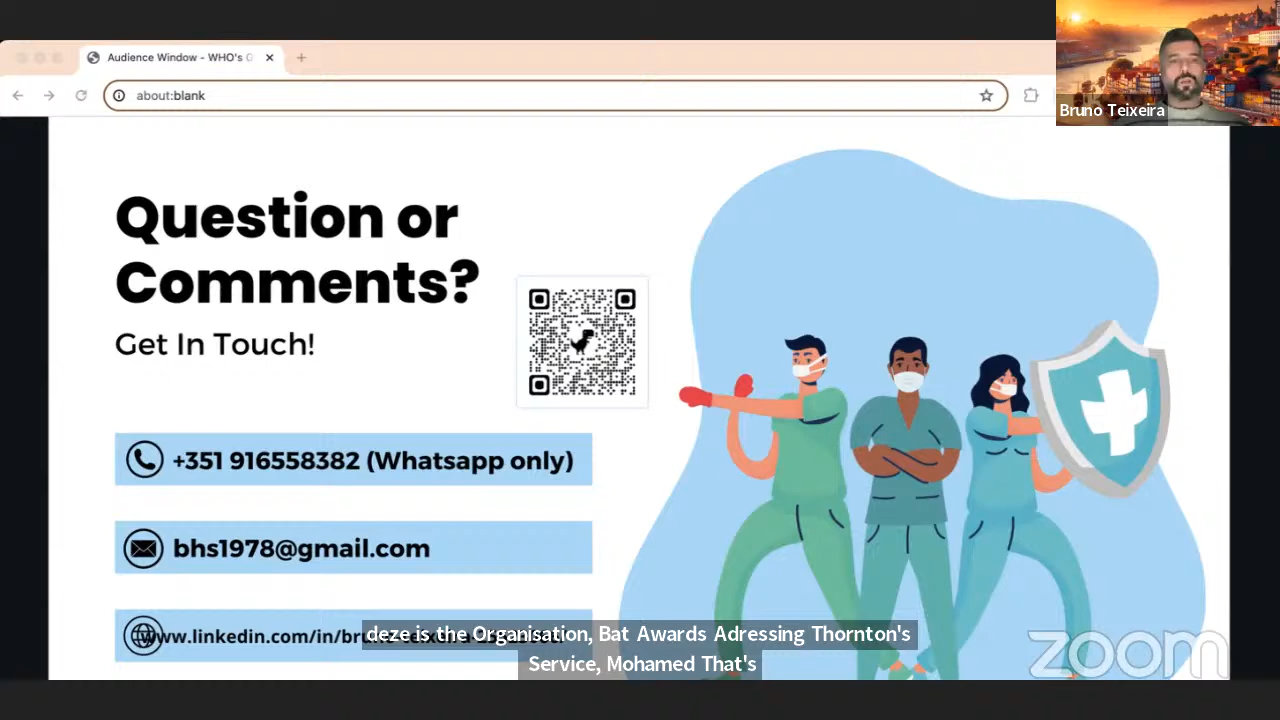 Audience Window - WHO's G
about:blank
Bruno Teixeira
Question or
Comments?
Get In Touch!
+351 916558382 (Whatsapp only)
bhs1978@gmail.com
www.linkedin.com/in/bru
deze is the Organisation, Bat Awards Adressing Thornton's
Service, Mohamed That's
zoom